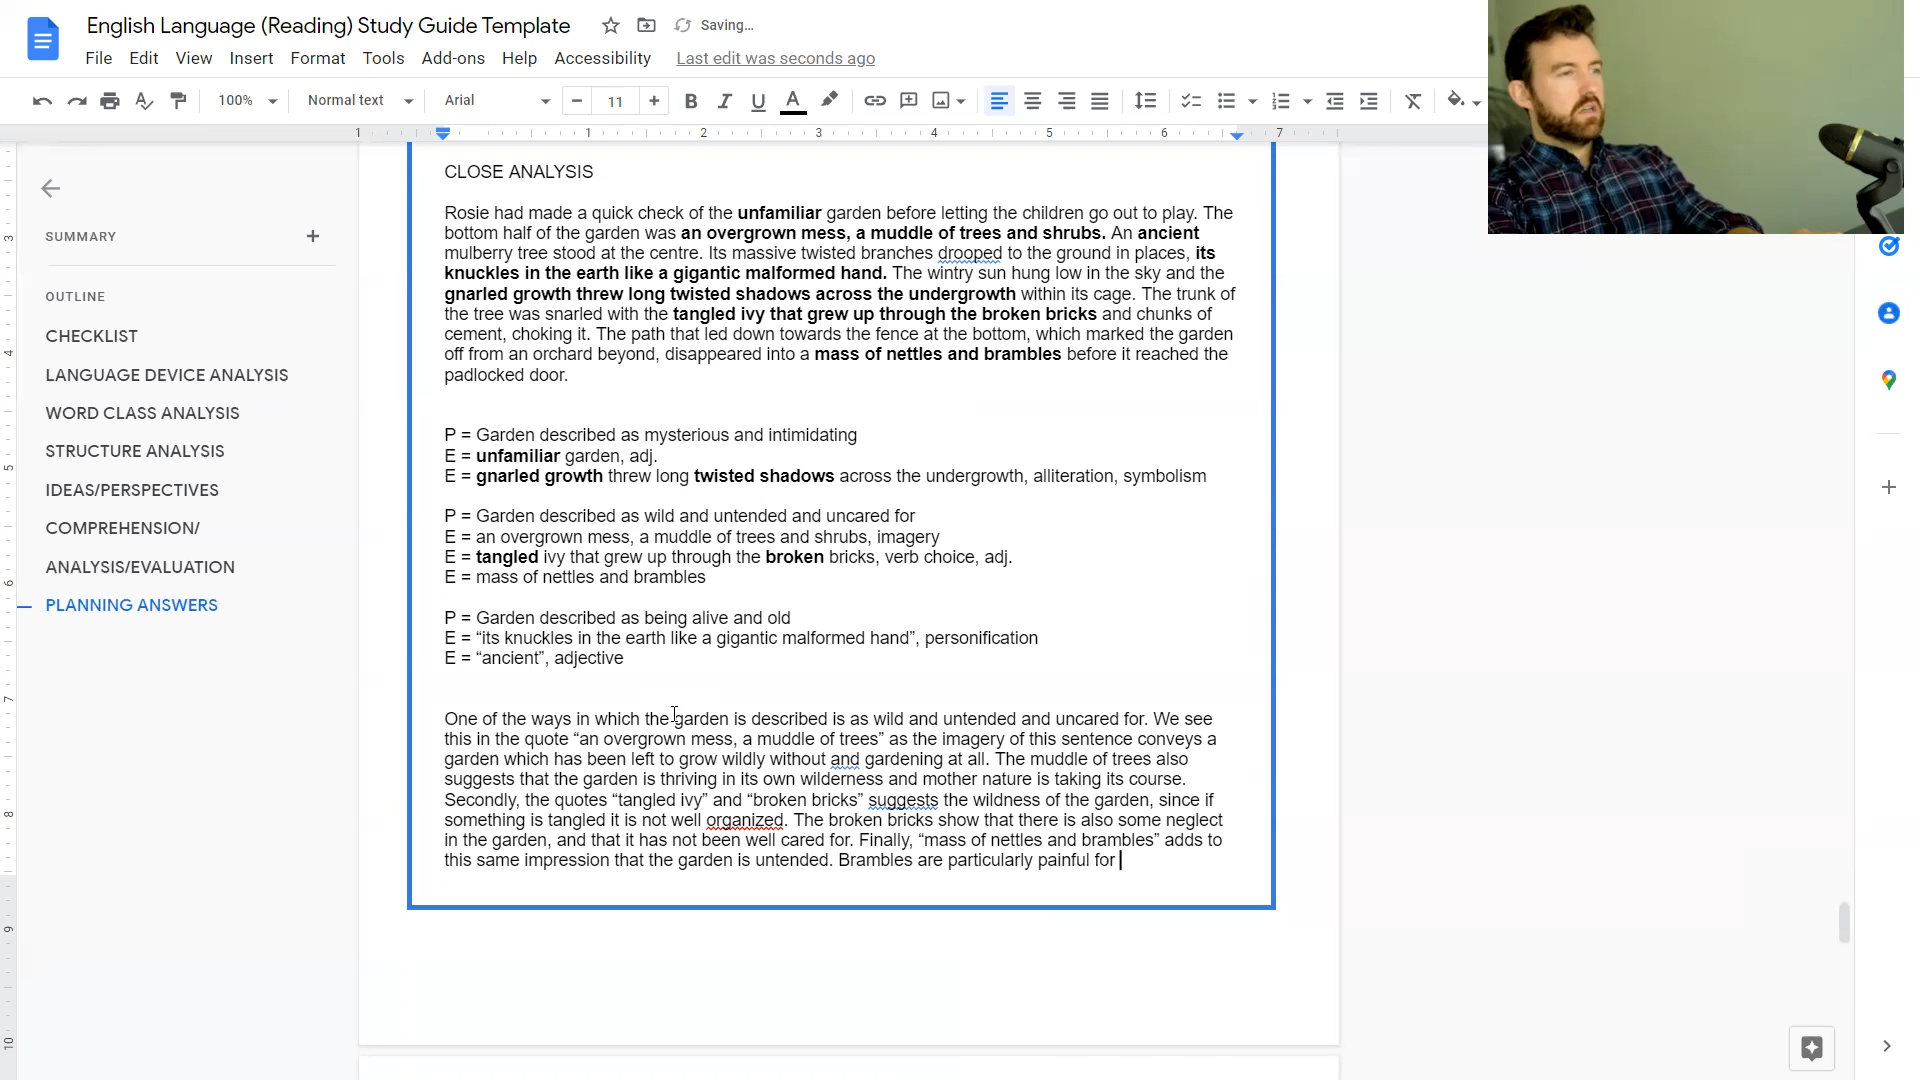 English Language (Reading) Study Guide Template
Saving…
File Edit View Insert Format Tools Add-ons Help Accessibility Last edit was seconds ago
100% Normal text Arial − 11 + B I U A
1 1 2 3 4 5 6 7
CLOSE ANALYSIS
Rosie had made a quick check of the unfamiliar garden before letting the children go out to play. The
bottom half of the garden was an overgrown mess, a muddle of trees and shrubs. An ancient
mulberry tree stood at the centre. Its massive twisted branches drooped to the ground in places, its
knuckles in the earth like a gigantic malformed hand. The wintry sun hung low in the sky and the
gnarled growth threw long twisted shadows across the undergrowth within its cage. The trunk of
the tree was snarled with the tangled ivy that grew up through the broken bricks and chunks of
cement, choking it. The path that led down towards the fence at the bottom, which marked the garden
off from an orchard beyond, disappeared into a mass of nettles and brambles before it reached the
padlocked door.
P = Garden described as mysterious and intimidating
E = unfamiliar garden, adj.
E = gnarled growth threw long twisted shadows across the undergrowth, alliteration, symbolism
P = Garden described as wild and untended and uncared for
E = an overgrown mess, a muddle of trees and shrubs, imagery
E = tangled ivy that grew up through the broken bricks, verb choice, adj.
E = mass of nettles and brambles
P = Garden described as being alive and old
E = “its knuckles in the earth like a gigantic malformed hand”, personification
E = “ancient”, adjective
One of the ways in which the garden is described is as wild and untended and uncared for. We see
this in the quote “an overgrown mess, a muddle of trees” as the imagery of this sentence conveys a
garden which has been left to grow wildly without and gardening at all. The muddle of trees also
suggests that the garden is thriving in its own wilderness and mother nature is taking its course.
Secondly, the quotes “tangled ivy” and “broken bricks” suggests the wildness of the garden, since if
something is tangled it is not well organized. The broken bricks show that there is also some neglect
in the garden, and that it has not been well cared for. Finally, “mass of nettles and brambles” adds to
this same impression that the garden is untended. Brambles are particularly painful for
SUMMARY
OUTLINE
CHECKLIST
LANGUAGE DEVICE ANALYSIS
WORD CLASS ANALYSIS
STRUCTURE ANALYSIS
IDEAS/PERSPECTIVES
COMPREHENSION/
ANALYSIS/EVALUATION
PLANNING ANSWERS
3
4
5
6
7
8
9
10